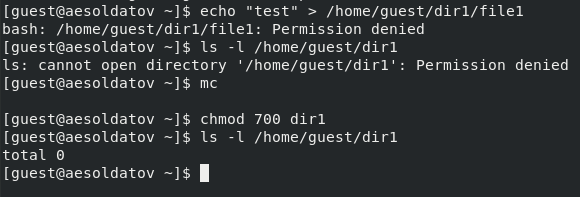 [guest@aesoldatov ~]$ echo "test" > /home/guest/dir1/file1
bash: /home/guest/dir1/file1: Permission denied
[guest@aesoldatov ~]$ ls -l /home/guest/dir1
ls: cannot open directory '/home/guest/dir1': Permission denied
[guest@aesoldatov ~]$ mc
[guest@aesoldatov ~]$ chmod 700 dir1
[guest@aesoldatov ~]$ ls -l /home/guest/dir1
total 0
[guest@aesoldatov ~]$